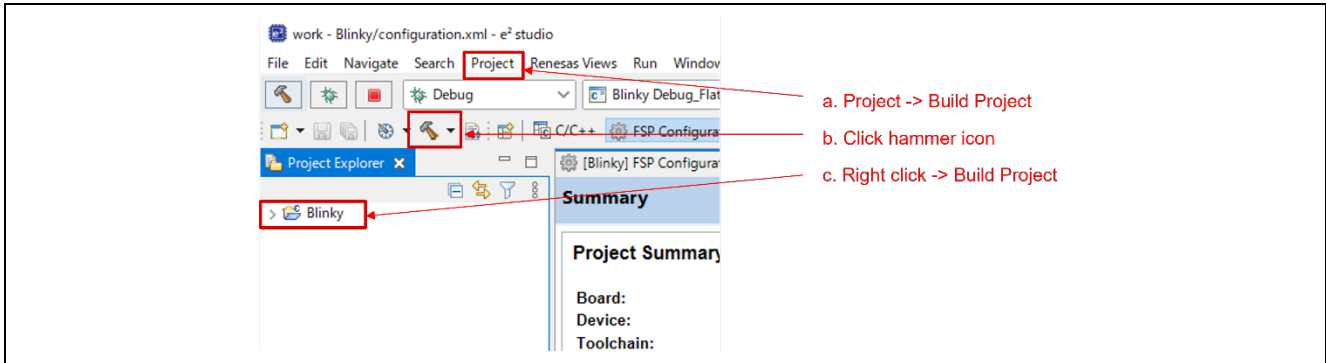 work - Blinky/configuration.xml - e² studio
File Edit Navigate Search Project Renesas Views Run Window
Debug
Blinky Debug_Flat
a. Project -> Build Project
C/C++ FSP Configura
b. Click hammer icon
Project Explorer
[Blinky] FSP Configura
c. Right click -> Build Project
Blinky
Summary
Project Summary
Board:
Device:
Toolchain: